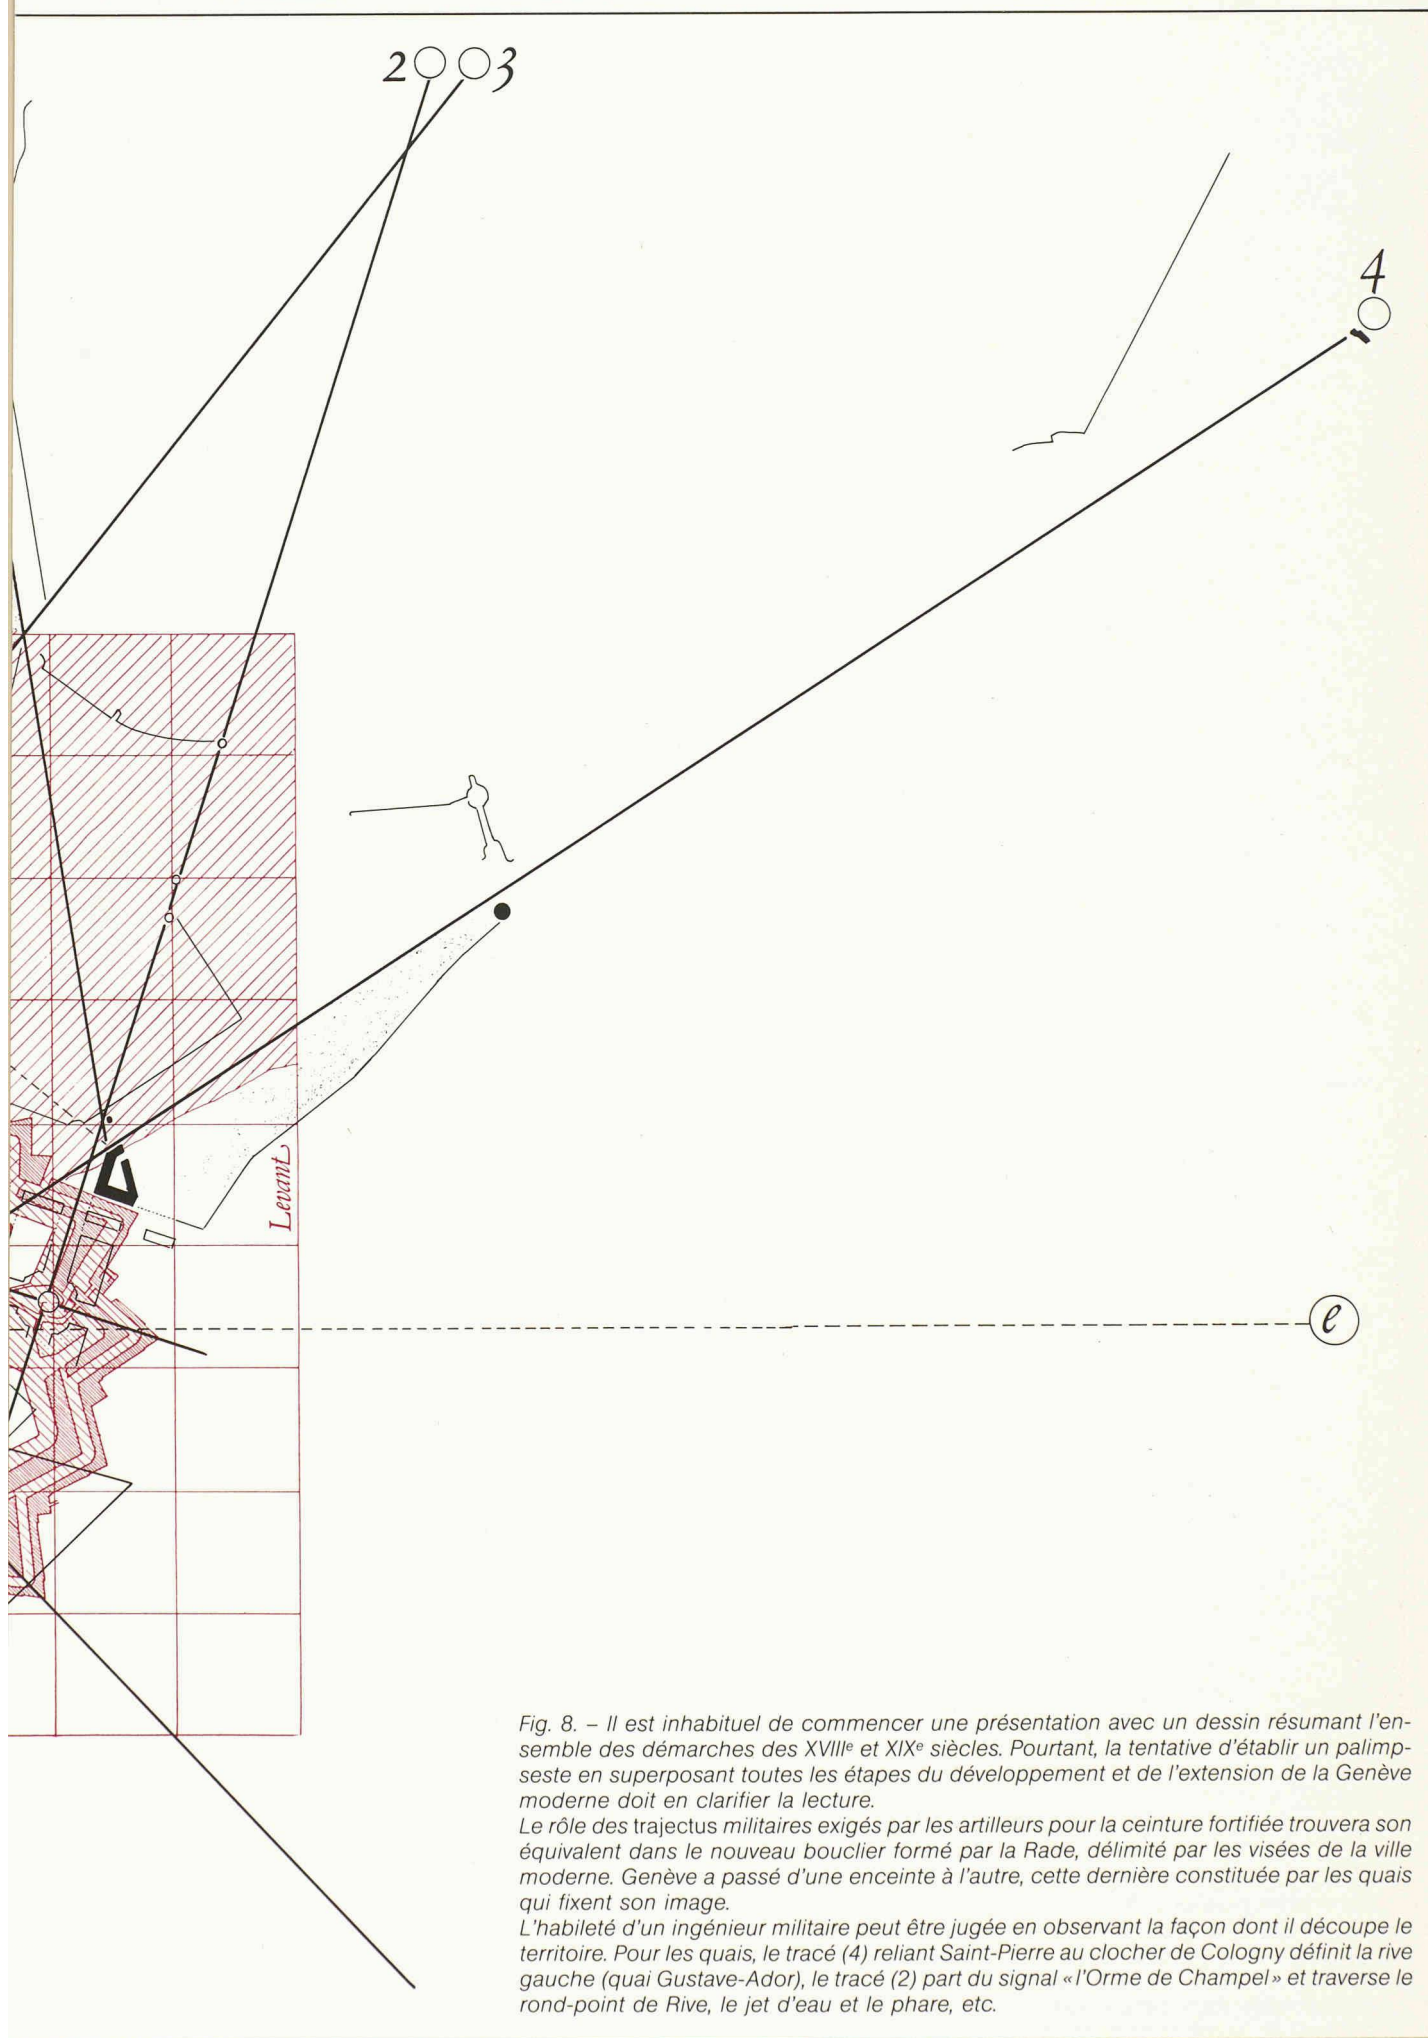 2 3
4
Levant
e
Fig. 8. – Il est inhabituel de commencer une présentation avec un dessin résumant l'en-
semble des démarches des XVIIIᵉ et XIXᵉ siècles. Pourtant, la tentative d'établir un palimp-
seste en superposant toutes les étapes du développement et de l'extension de la Genève
moderne doit en clarifier la lecture.
Le rôle des trajectus militaires exigés par les artilleurs pour la ceinture fortifiée trouvera son
équivalent dans le nouveau bouclier formé par la Rade, délimité par les visées de la ville
moderne. Genève a passé d'une enceinte à l'autre, cette dernière constituée par les quais
qui fixent son image.
L'habileté d'un ingénieur militaire peut être jugée en observant la façon dont il découpe le
territoire. Pour les quais, le tracé (4) reliant Saint-Pierre au clocher de Cologny définit la rive
gauche (quai Gustave-Ador), le tracé (2) part du signal «l'Orme de Champel» et traverse le
rond-point de Rive, le jet d'eau et le phare, etc.